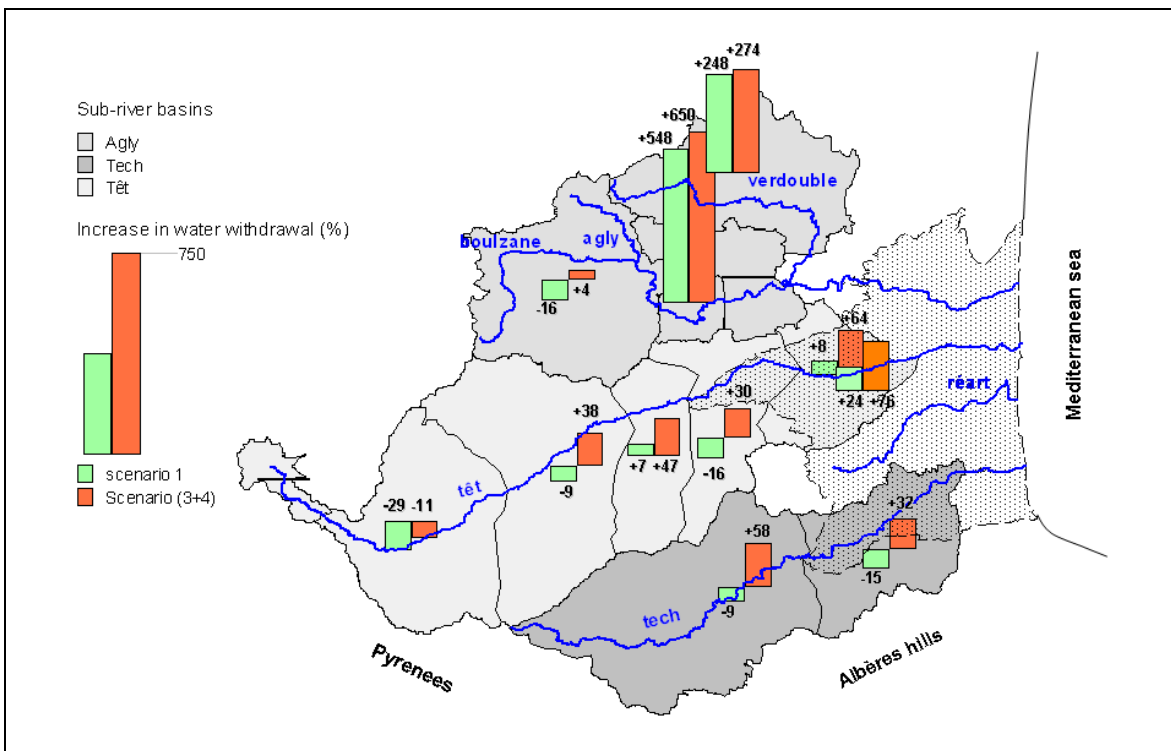 +274
+248
Sub-river basins
Agly
Tech
Têt
+650
+548
verdouble
Increase in water withdrawal (%)
750
boulzane
agly
+4
-16
Mediterranean sea
+64
+8
réart
+24
+76
+30
+38
+7
+47
-16
-9
scenario 1
Scenario (3+4)
têt
-29
-11
+32
+58
-15
-9
tech
Pyrenees
Albères hills